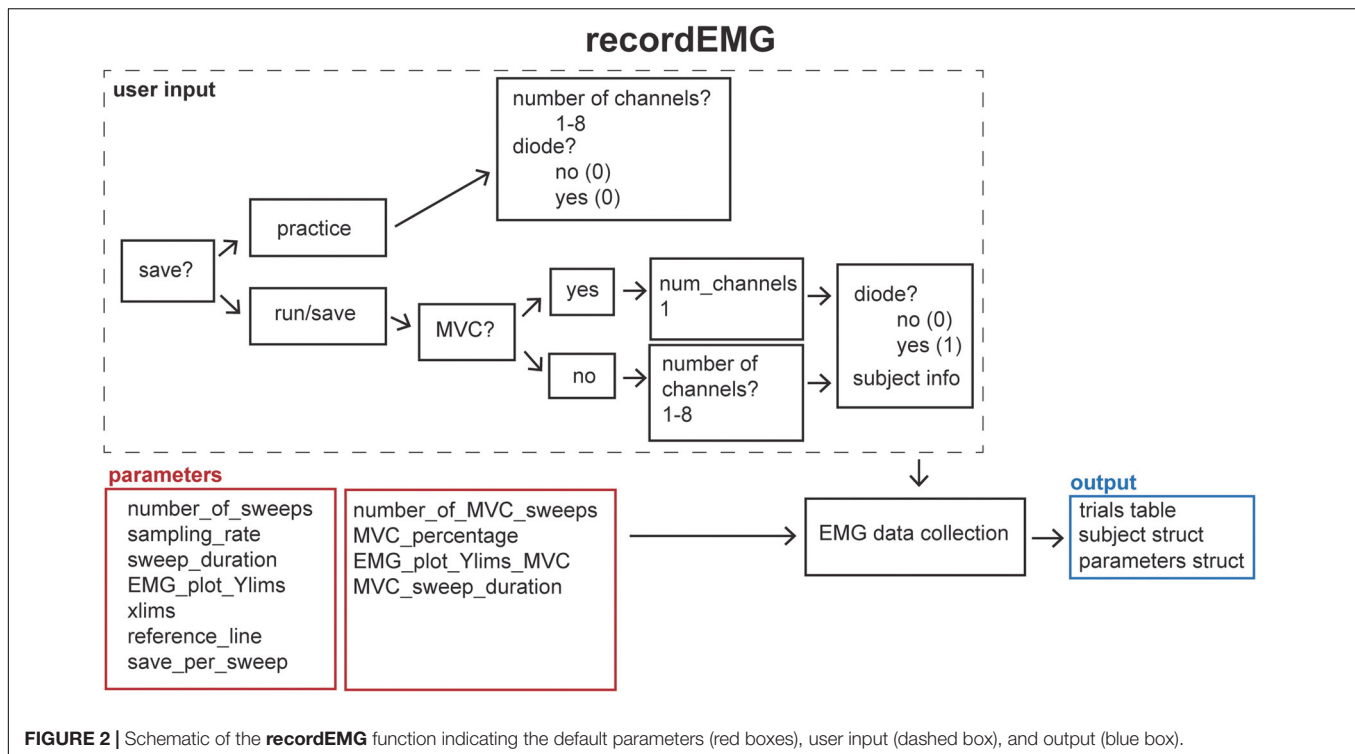 recordEMG
user input
number of channels?
1-8
diode?
no (0)
yes (0)
practice
save?
run/save
MVC?
yes
num_channels
1
no
number of
channels?
1-8
diode?
no (0)
yes (1)
subject info
parameters
number_of_sweeps
sampling_rate
sweep_duration
EMG_plot_Ylims
xlims
reference_line
save_per_sweep
number_of_MVC_sweeps
MVC_percentage
EMG_plot_Ylims_MVC
MVC_sweep_duration
EMG data collection
output
trials table
subject struct
parameters struct
FIGURE 2 | Schematic of the recordEMG function indicating the default parameters (red boxes), user input (dashed box), and output (blue box).